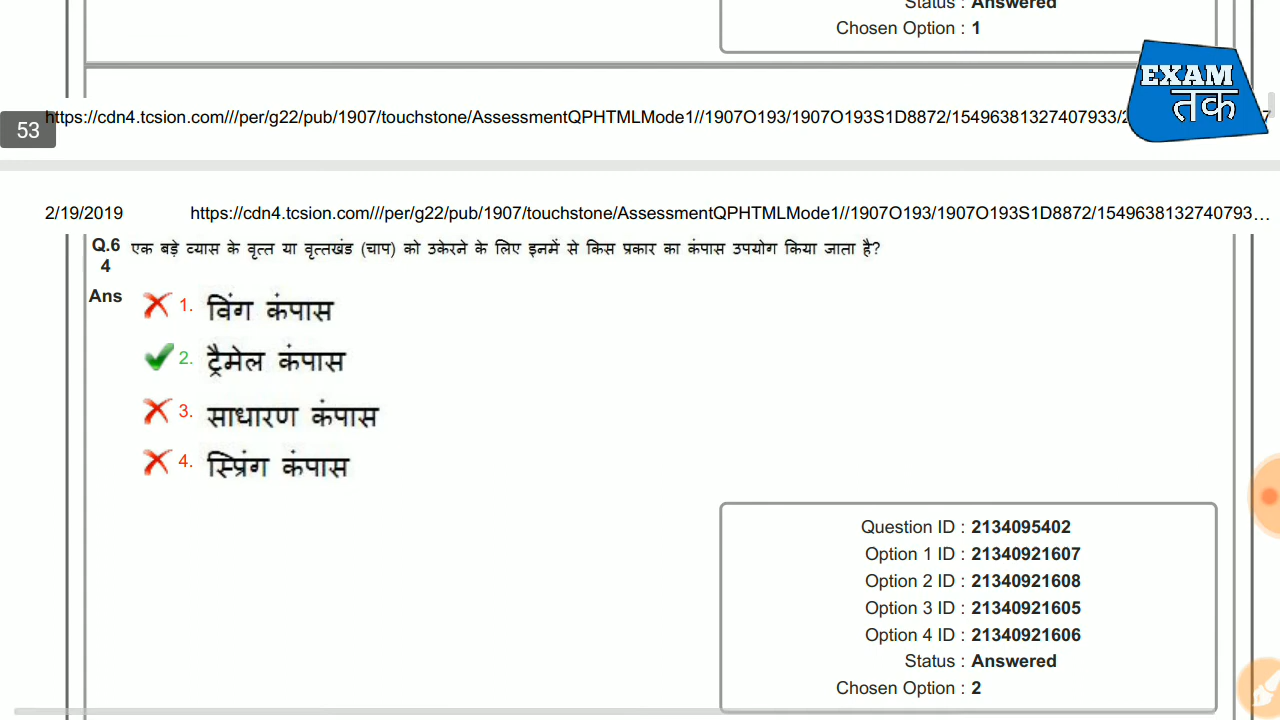 Status : Answered
Chosen Option : 1
EXAM
तक
53
https://cdn4.tcsion.com///per/g22/pub/1907/touchstone/AssessmentQPHTMLMode1//1907O193/1907O193S1D8872/15496381327407933/2
2/19/2019 https://cdn4.tcsion.com///per/g22/pub/1907/touchstone/AssessmentQPHTMLMode1//1907O193/1907O193S1D8872/1549638132740793…
Q.6 एक बड़े व्यास के वृत्त या वृत्तखंड (चाप) को उकेरने के लिए इनमें से किस प्रकार का कंपास उपयोग किया जाता है?
4
Ans
1. विंग कंपास
2. ट्रैमेल कंपास
3. साधारण कंपास
4. स्प्रिंग कंपास
Question ID : 2134095402
Option 1 ID : 21340921607
Option 2 ID : 21340921608
Option 3 ID : 21340921605
Option 4 ID : 21340921606
Status : Answered
Chosen Option : 2